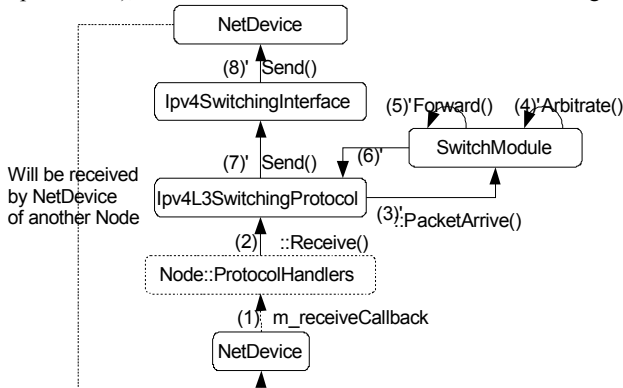 NetDevice
(8)' Send()
Ipv4SwitchingInterface
(5)'Forward()
(4)'Arbitrate()
(7)' Send()
(6)'
SwitchModule
Will be received
by NetDevice
of another Node
Ipv4L3SwitchingProtocol
(3)'
::PacketArrive()
(2) ::Receive()
Node::ProtocolHandlers
(1) m_receiveCallback
NetDevice